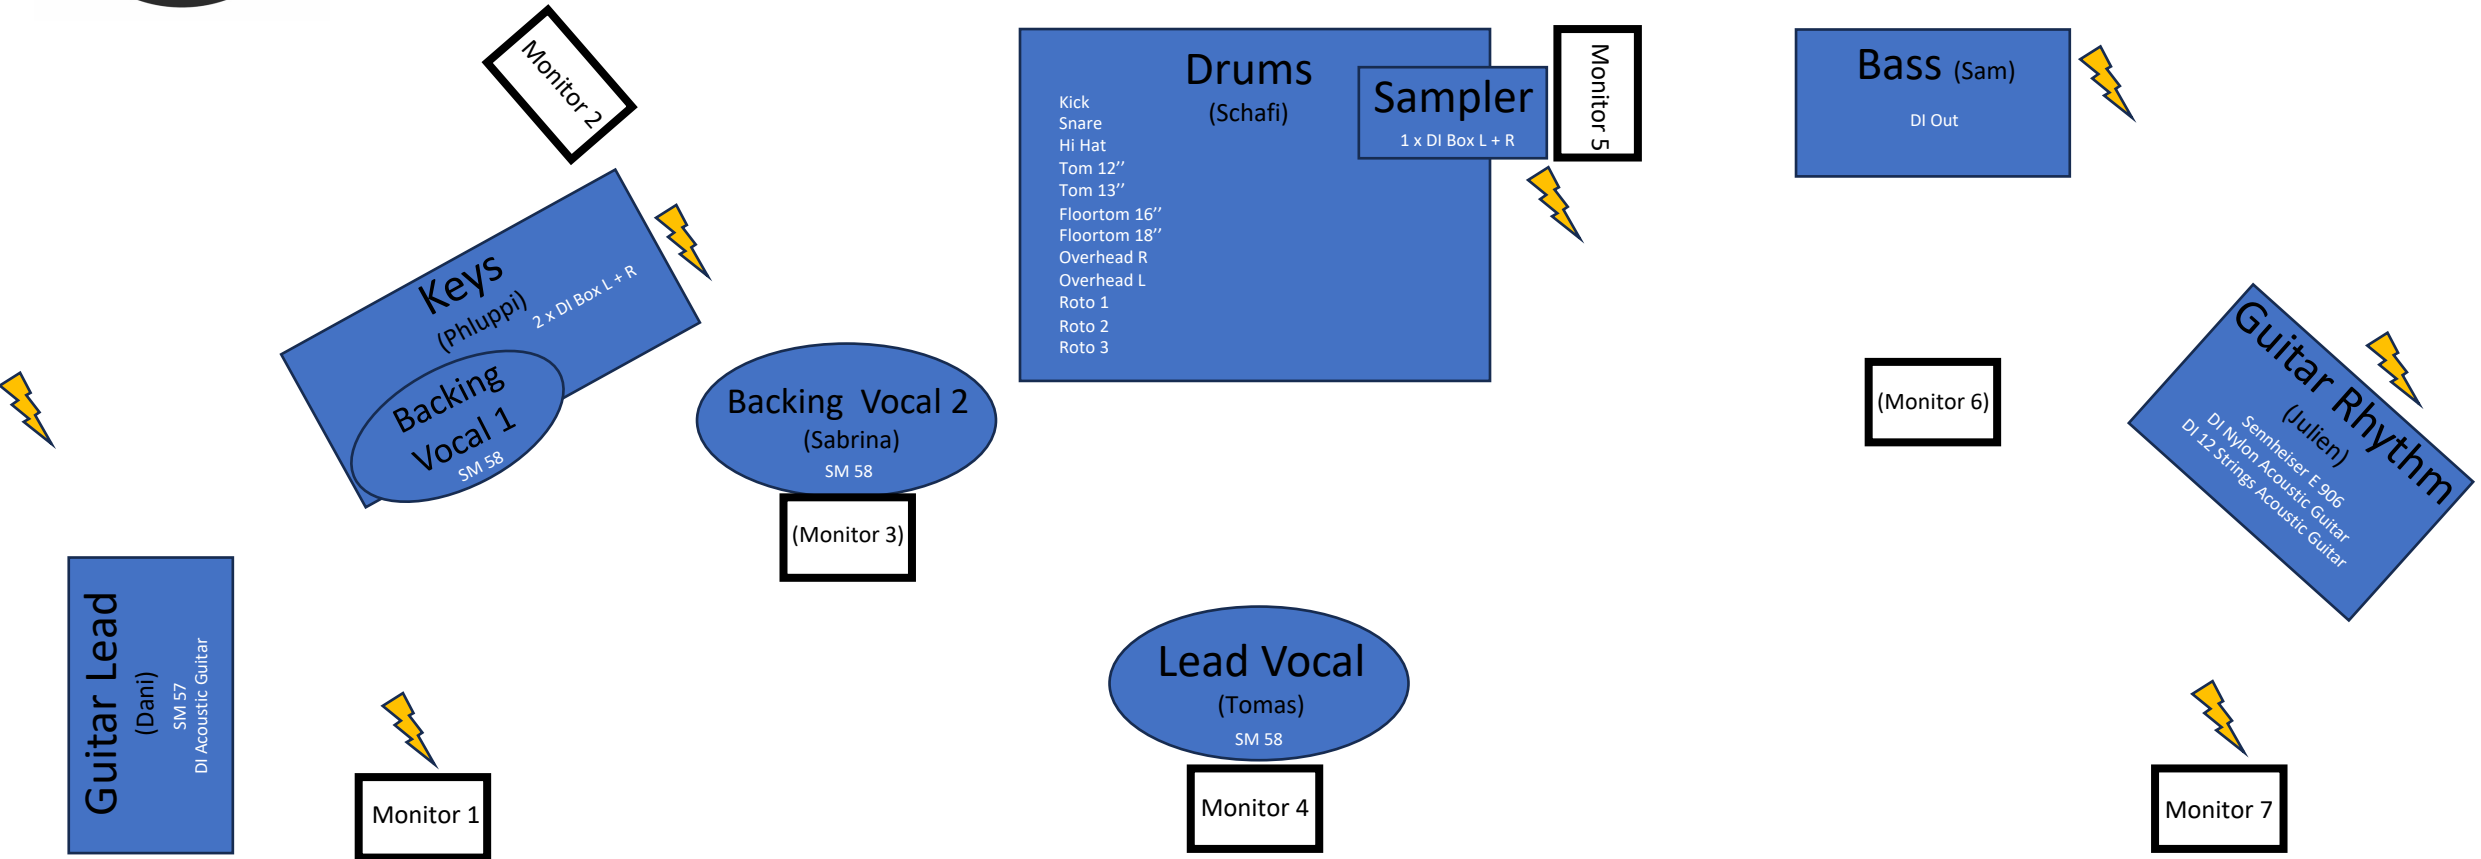 Monitor 2
Drums
(Schafi)
Kick
Snare
Hi Hat
Tom 12’’
Tom 13’’
Floortom 16’’
Floortom 18’’
Overhead R
Overhead L
Roto 1
Roto 2
Roto 3
Sampler
1 x DI Box L + R
Monitor 5
Bass (Sam)
DI Out
Keys
(Phluppi)
2 x DI Box L + R
Backing
Vocal 1
SM 58
Backing Vocal 2
(Sabrina)
SM 58
(Monitor 3)
(Monitor 6)
Guitar Rhythm
(Julien)
Sennheiser E 906
DI Nylon Acoustic Guitar
DI 12 Strings Acoustic Guitar
Guitar Lead
(Dani)
SM 57
DI Acoustic Guitar
Monitor 1
Lead Vocal
(Tomas)
SM 58
Monitor 4
Monitor 7